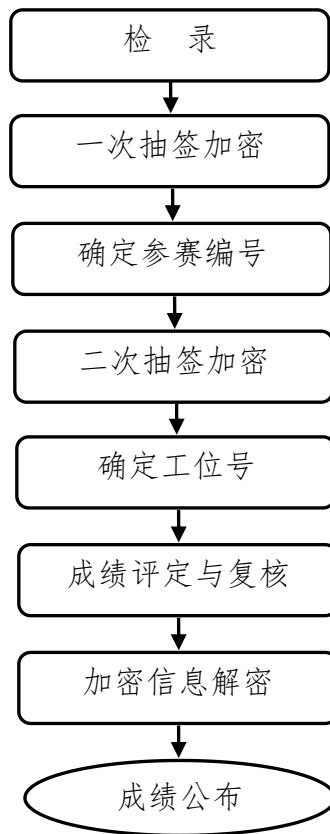 检 录
一次抽签加密
确定参赛编号
二次抽签加密
确定工位号
成绩评定与复核
加密信息解密
成绩公布